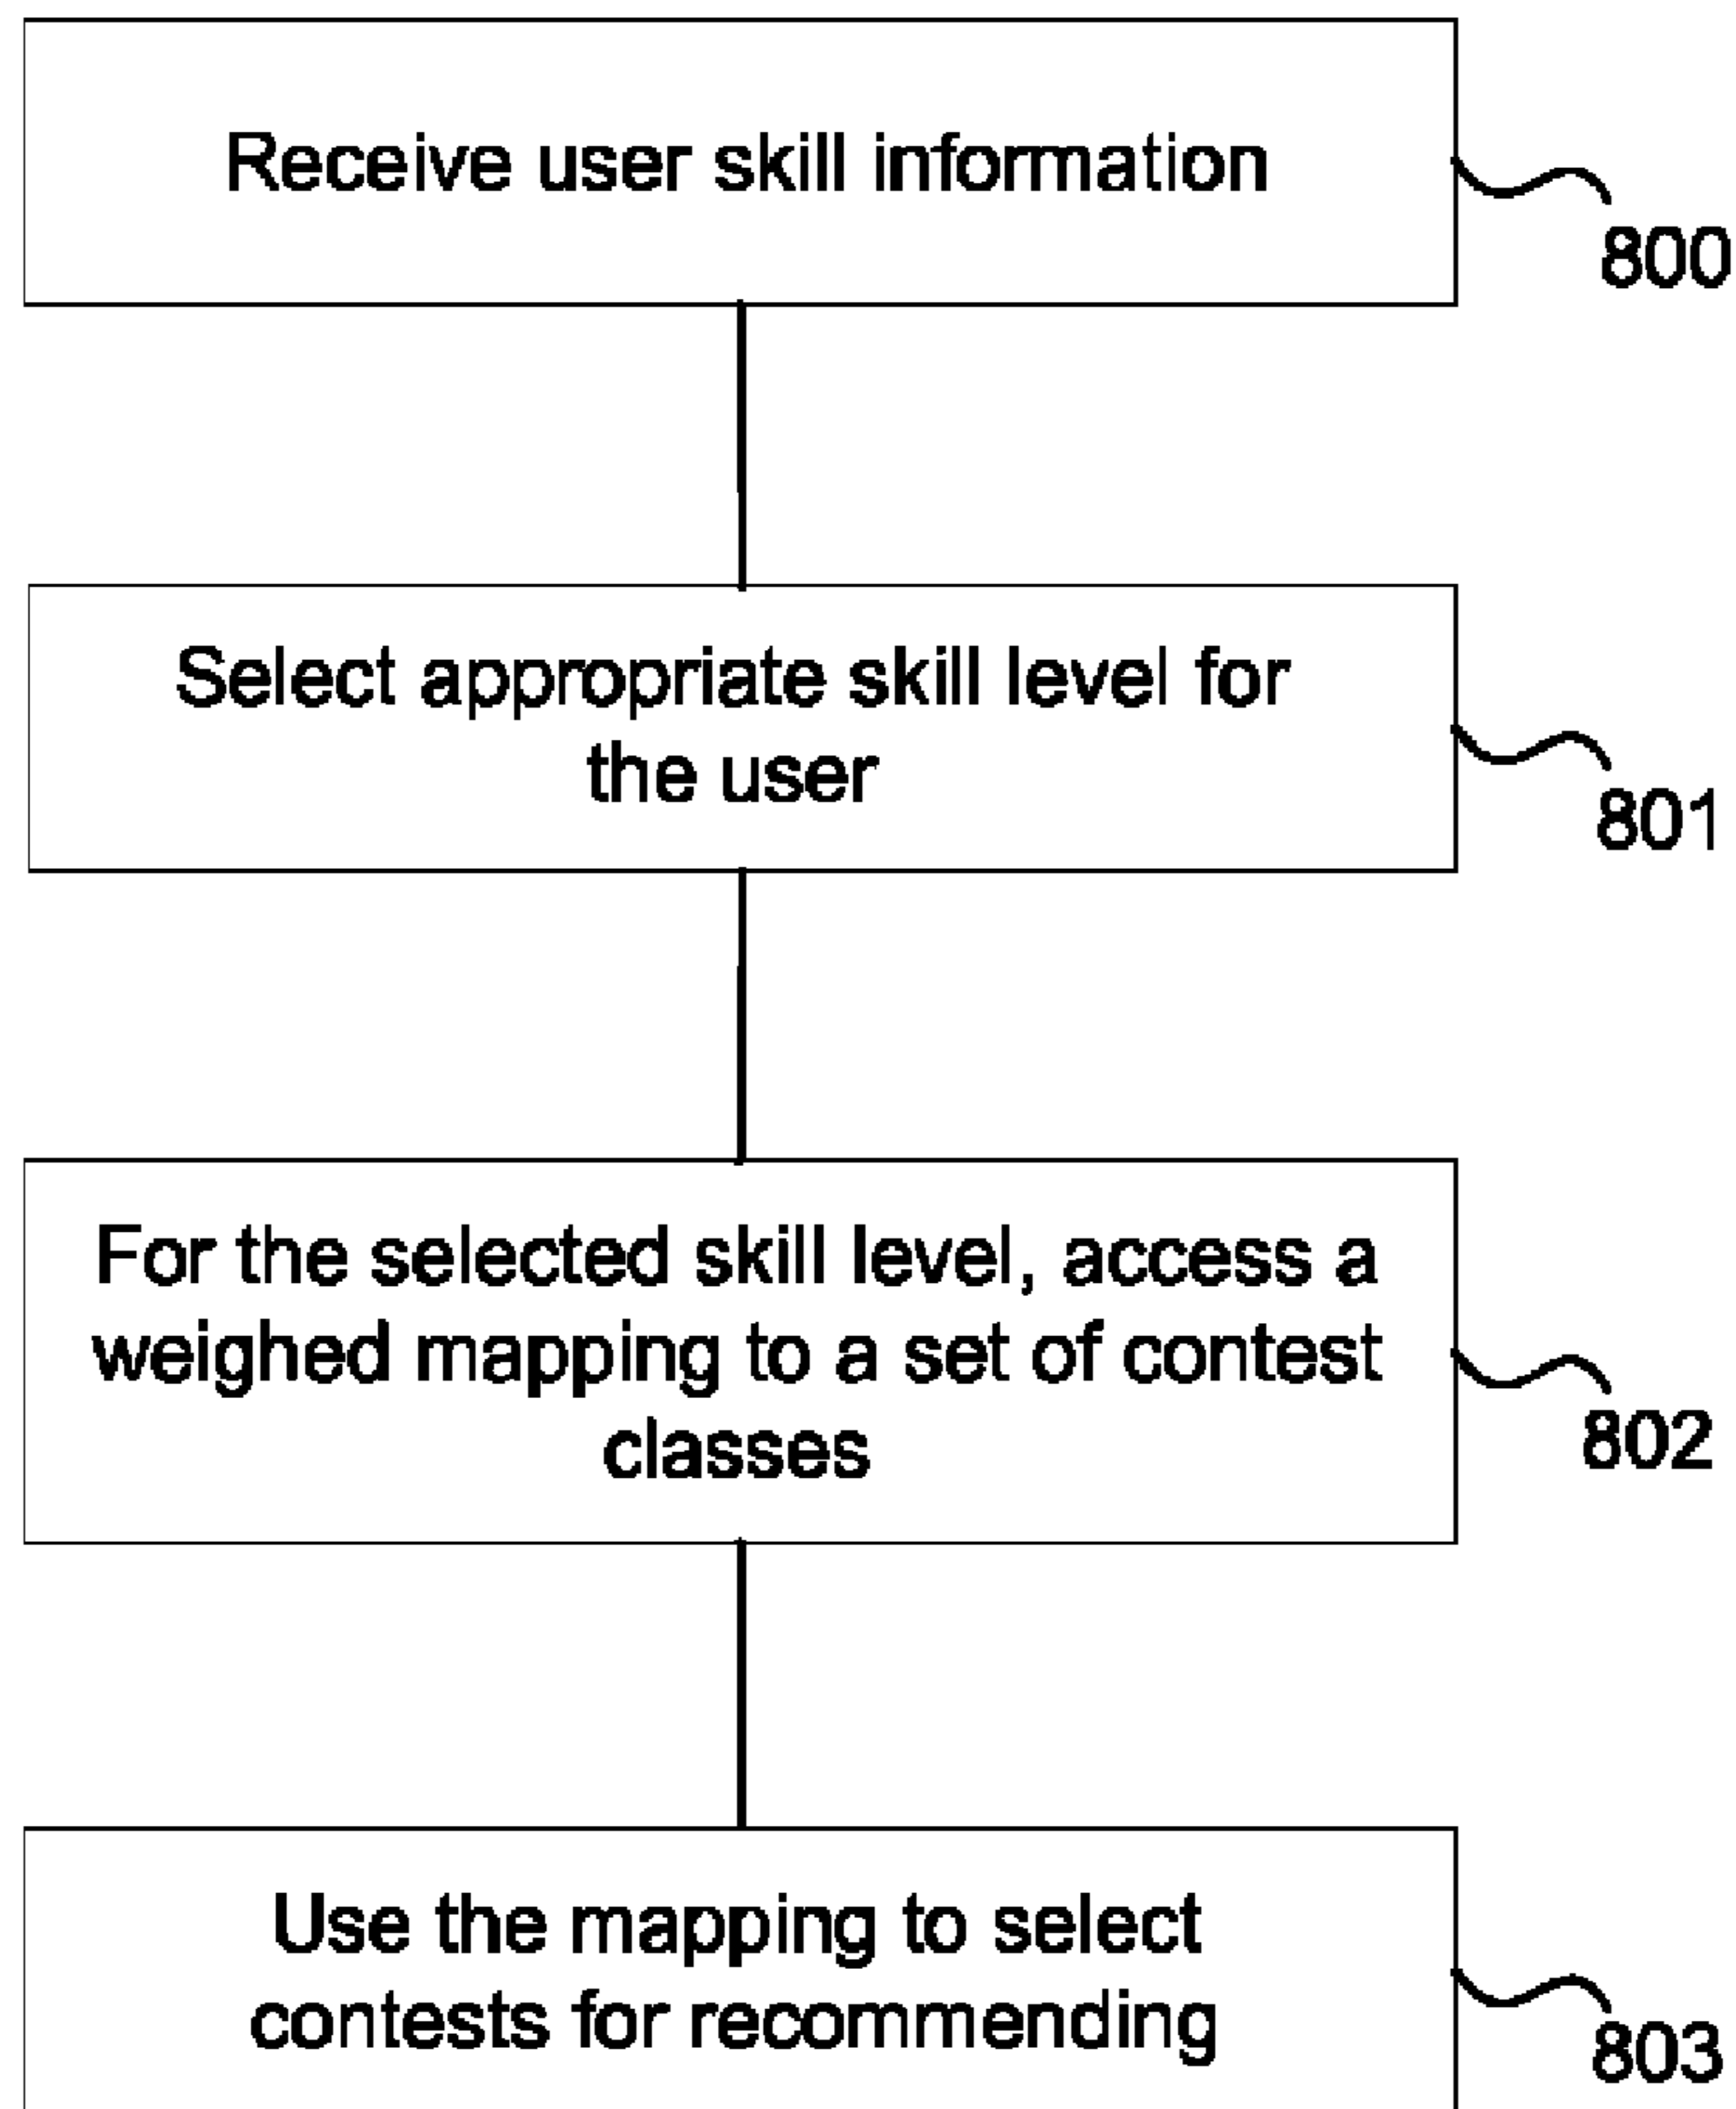 Receive user skill information
800
Select appropriate skill level for
the user
801
For the selected skill level, access a
weighed mapping to a set of contest
classes
802
Use the mapping to select
contests for recommending
803